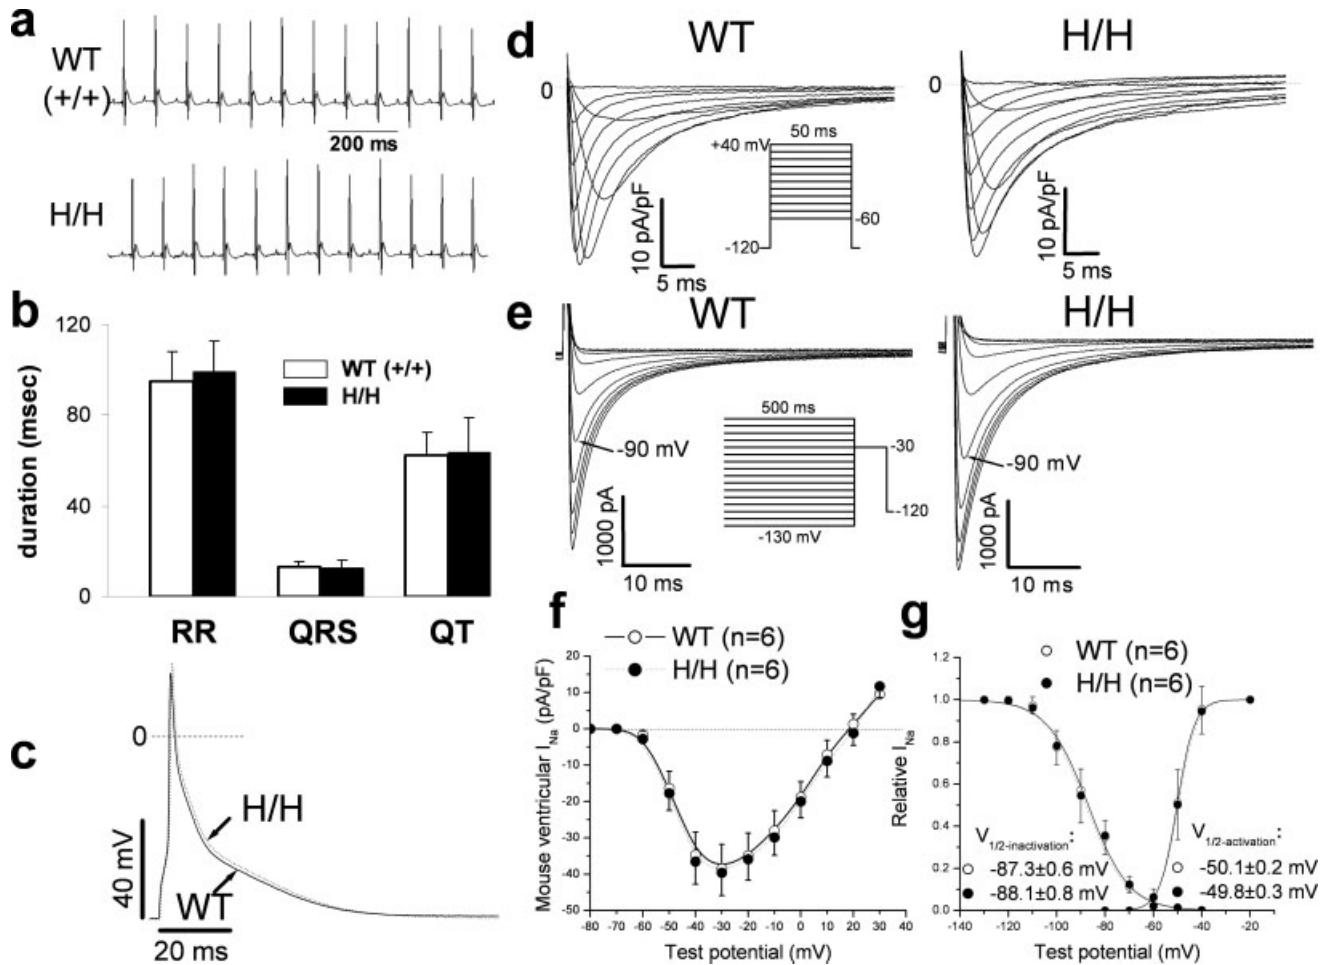 a
WT
(+/+)
200 ms
H/H
b
120
80
40
0
duration (msec)
WT (+/+)
H/H
RR
QRS
QT
c
0
H/H
WT
40 mV
20 ms
d
WT
H/H
0
0
50 ms
+40 mV
-60
-120
10 pA/pF
5 ms
10 pA/pF
5 ms
e
WT
H/H
-90 mV
500 ms
-30
-120
-130 mV
1000 pA
10 ms
-90 mV
1000 pA
10 ms
f
WT (n=6)
H/H (n=6)
Mouse ventricular I_Na (pA/pF)
20
10
0
-10
-20
-30
-40
-50
-80 -70 -60 -50 -40 -30 -20 -10 0 10 20 30 40
Test potential (mV)
g
WT (n=6)
H/H (n=6)
Relative I_Na
1.2
1.0
0.8
0.6
0.4
0.2
0.0
V1/2-inactivation:
-87.3±0.6 mV
-88.1±0.8 mV
V1/2-activation:
-50.1±0.2 mV
-49.8±0.3 mV
-140 -120 -100 -80 -60 -40 -20
Test potential (mV)